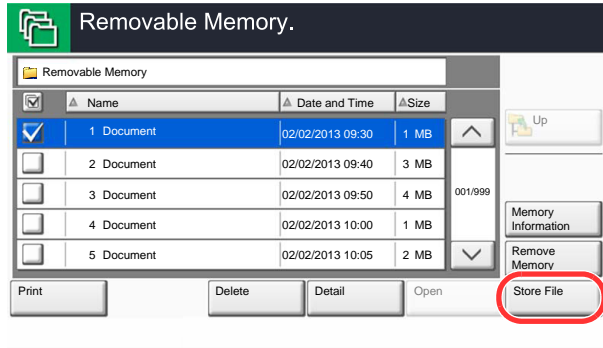 Removable Memory.
Removable Memory
Name Date and Time Size
1 Document 02/02/2013 09:30 1 MB
2 Document 02/02/2013 09:40 3 MB
3 Document 02/02/2013 09:50 4 MB
4 Document 02/02/2013 10:00 1 MB
5 Document 02/02/2013 10:05 2 MB
001/999
Up
Memory
Information
Remove
Memory
Print Delete Detail Open Store File